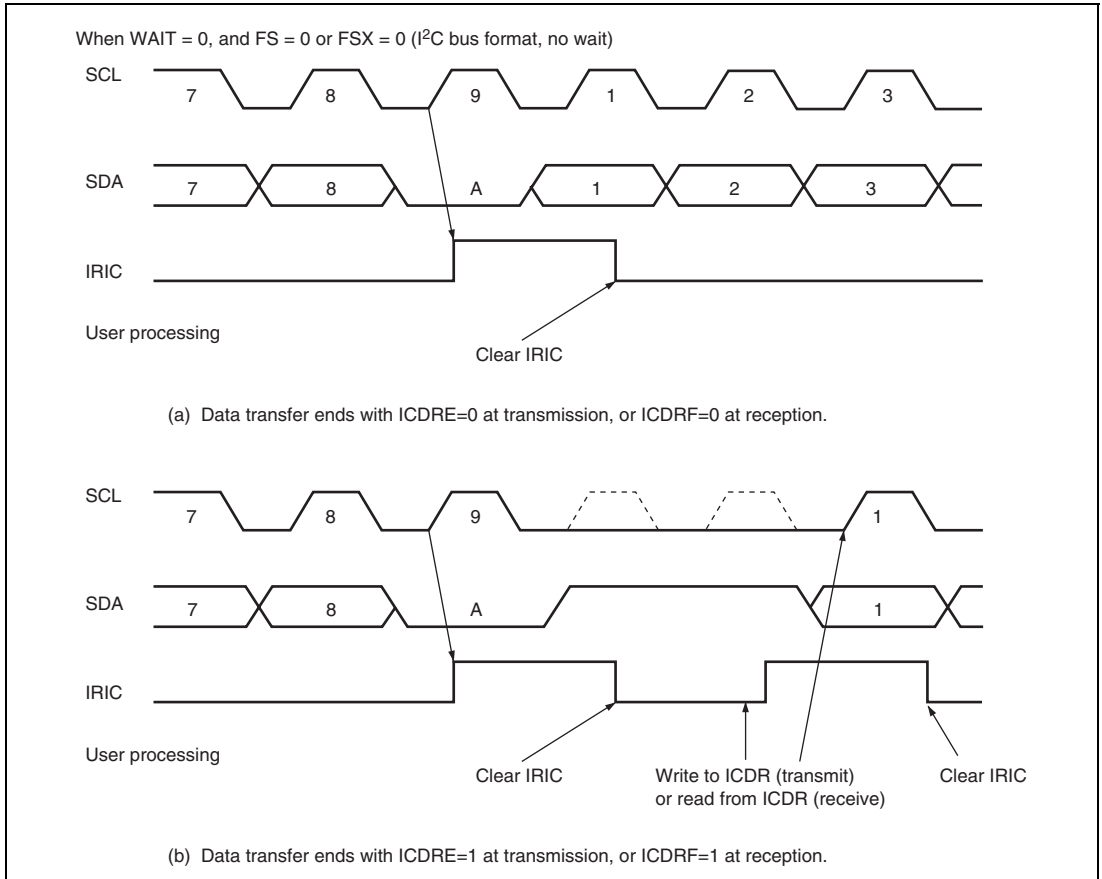 When WAIT = 0, and FS = 0 or FSX = 0 (I²C bus format, no wait)
SCL
7 8 9 1 2 3
SDA
7 8 A 1 2 3
IRIC
User processing
Clear IRIC
(a) Data transfer ends with ICDRE=0 at transmission, or ICDRF=0 at reception.
SCL
7 8 9 1
SDA
7 8 A 1
IRIC
User processing
Clear IRIC
Write to ICDR (transmit)
or read from ICDR (receive)
Clear IRIC
(b) Data transfer ends with ICDRE=1 at transmission, or ICDRF=1 at reception.